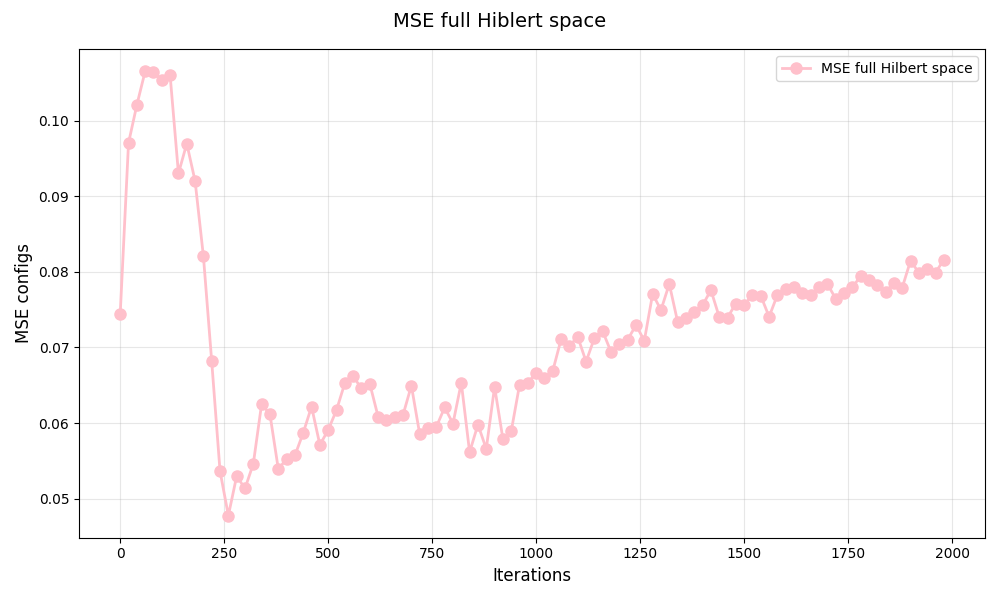 MSE full Hiblert space
MSE full Hilbert space
MSE configs
0.10
0.09
0.08
0.07
0.06
0.05
0 250 500 750 1000 1250 1500 1750 2000
Iterations